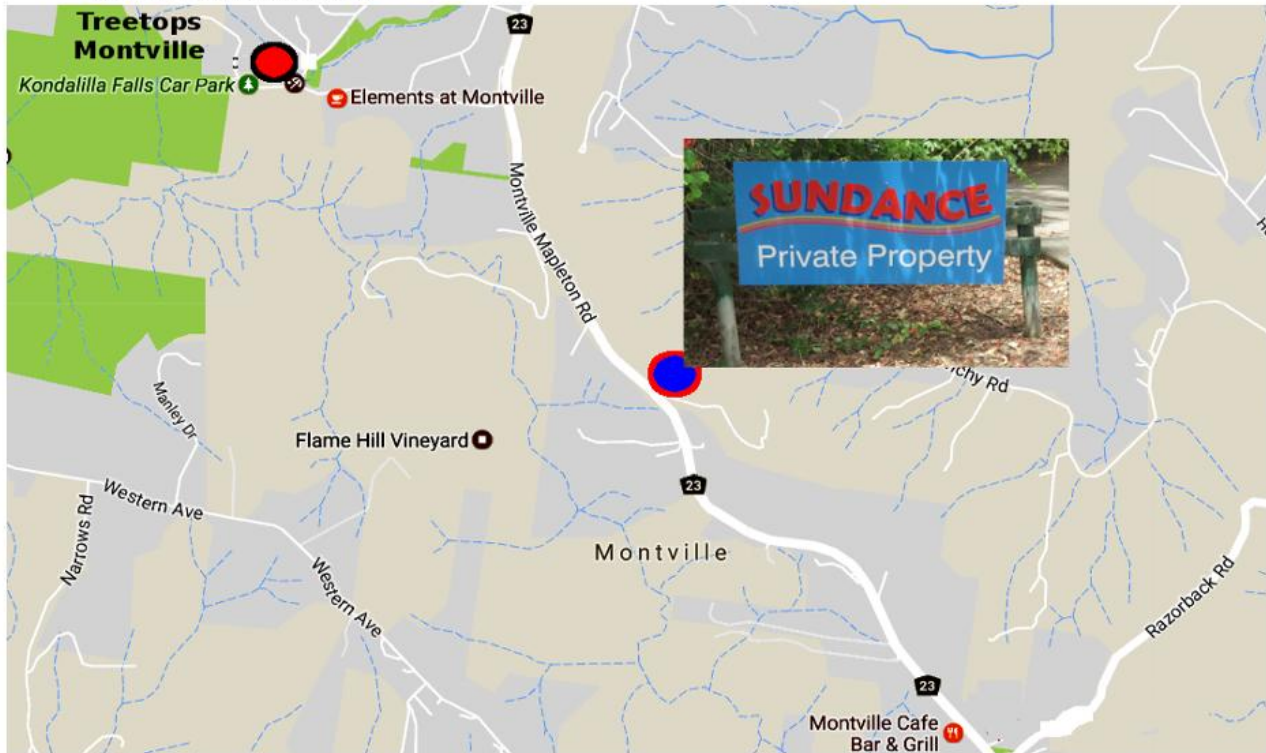 Treetops
Montville
23
Kondalilla Falls Car Park
Elements at Montville
Montville Mapleton Rd
SUNDANCE
Private Property
Manley Dr
Flame Hill Vineyard
23
Western Ave
Narrows Rd
Montville
Western Ave
Razorback Rd
23
Montville Cafe
Bar & Grill